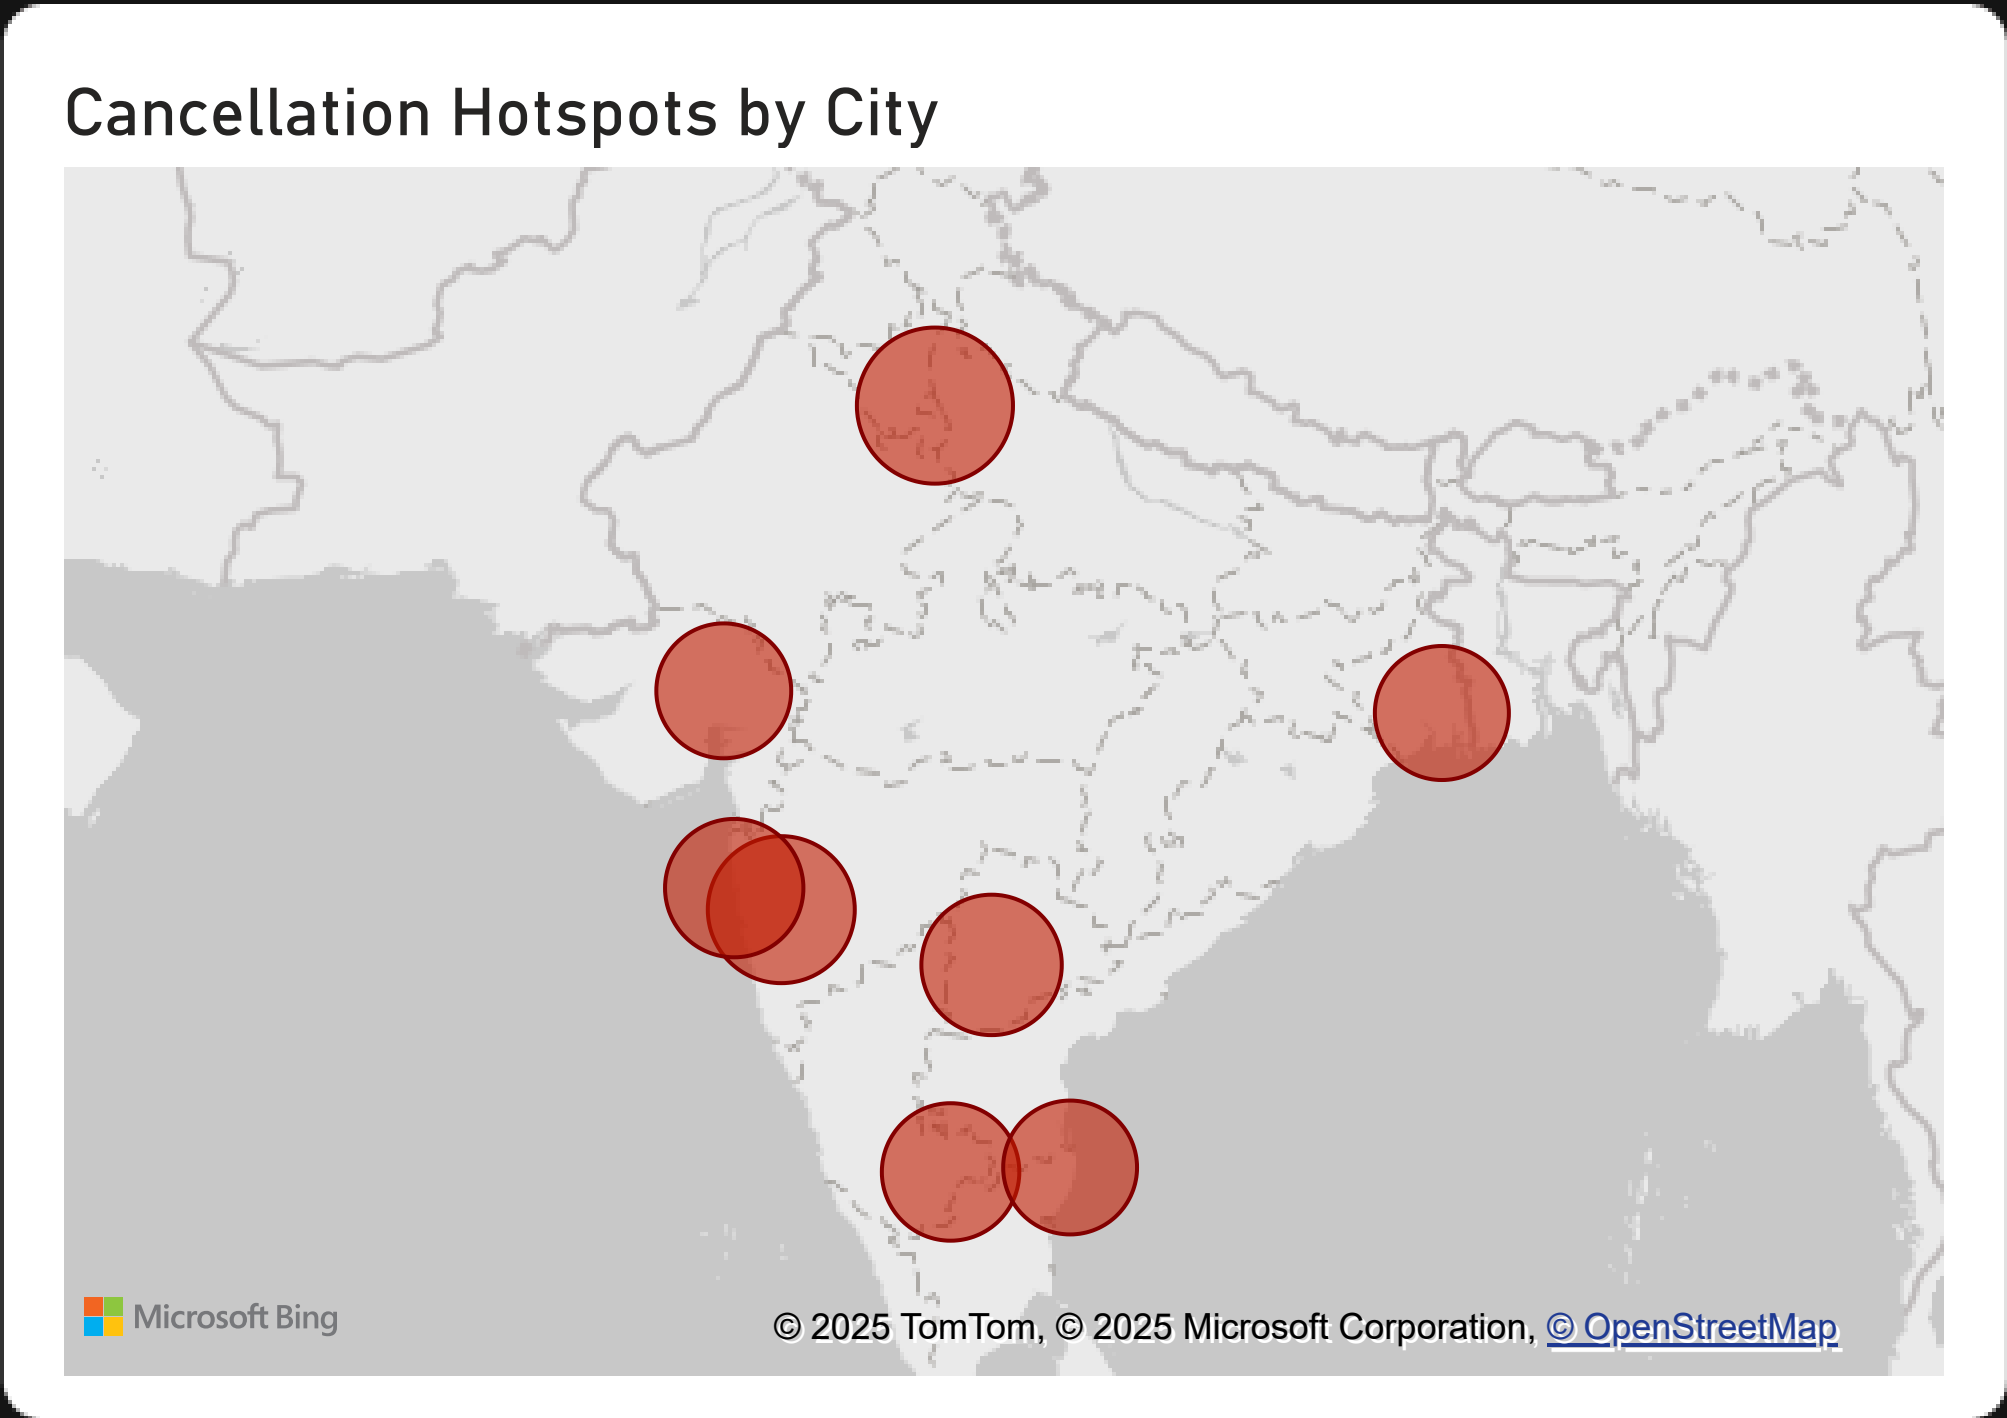 Cancellation Hotspots by City
Microsoft Bing
© 2025 TomTom, © 2025 Microsoft Corporation, © OpenStreetMap